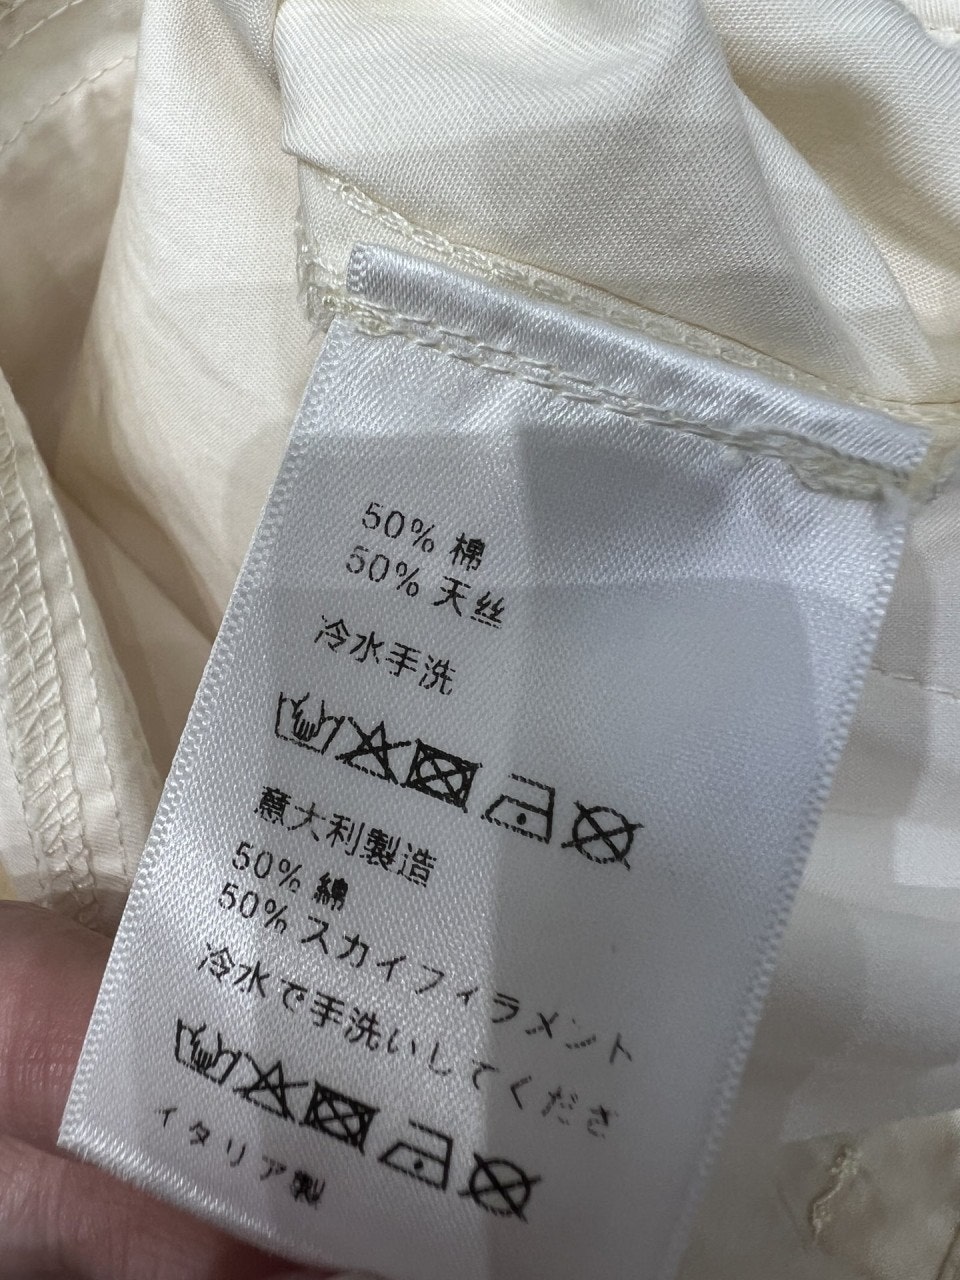 50% 棉
50% 天丝
冷水手洗
意大利製造
50% 綿
50% スカイフィラメント
冷水で手洗いしてくださ
イタリア製